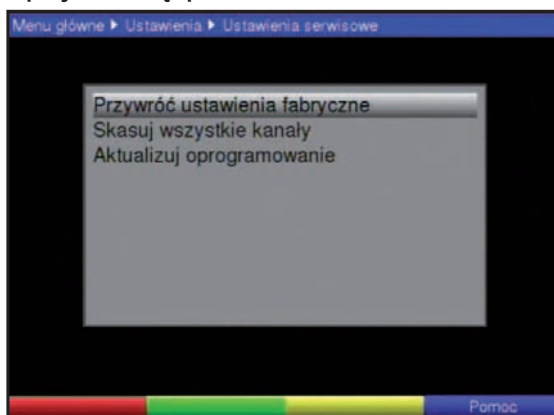 Menu główne ▶ Ustawienia ▶ Ustawienia serwisowe
Przywróć ustawienia fabryczne
Skasuj wszystkie kanały
Aktualizuj oprogramowanie
Pomoc